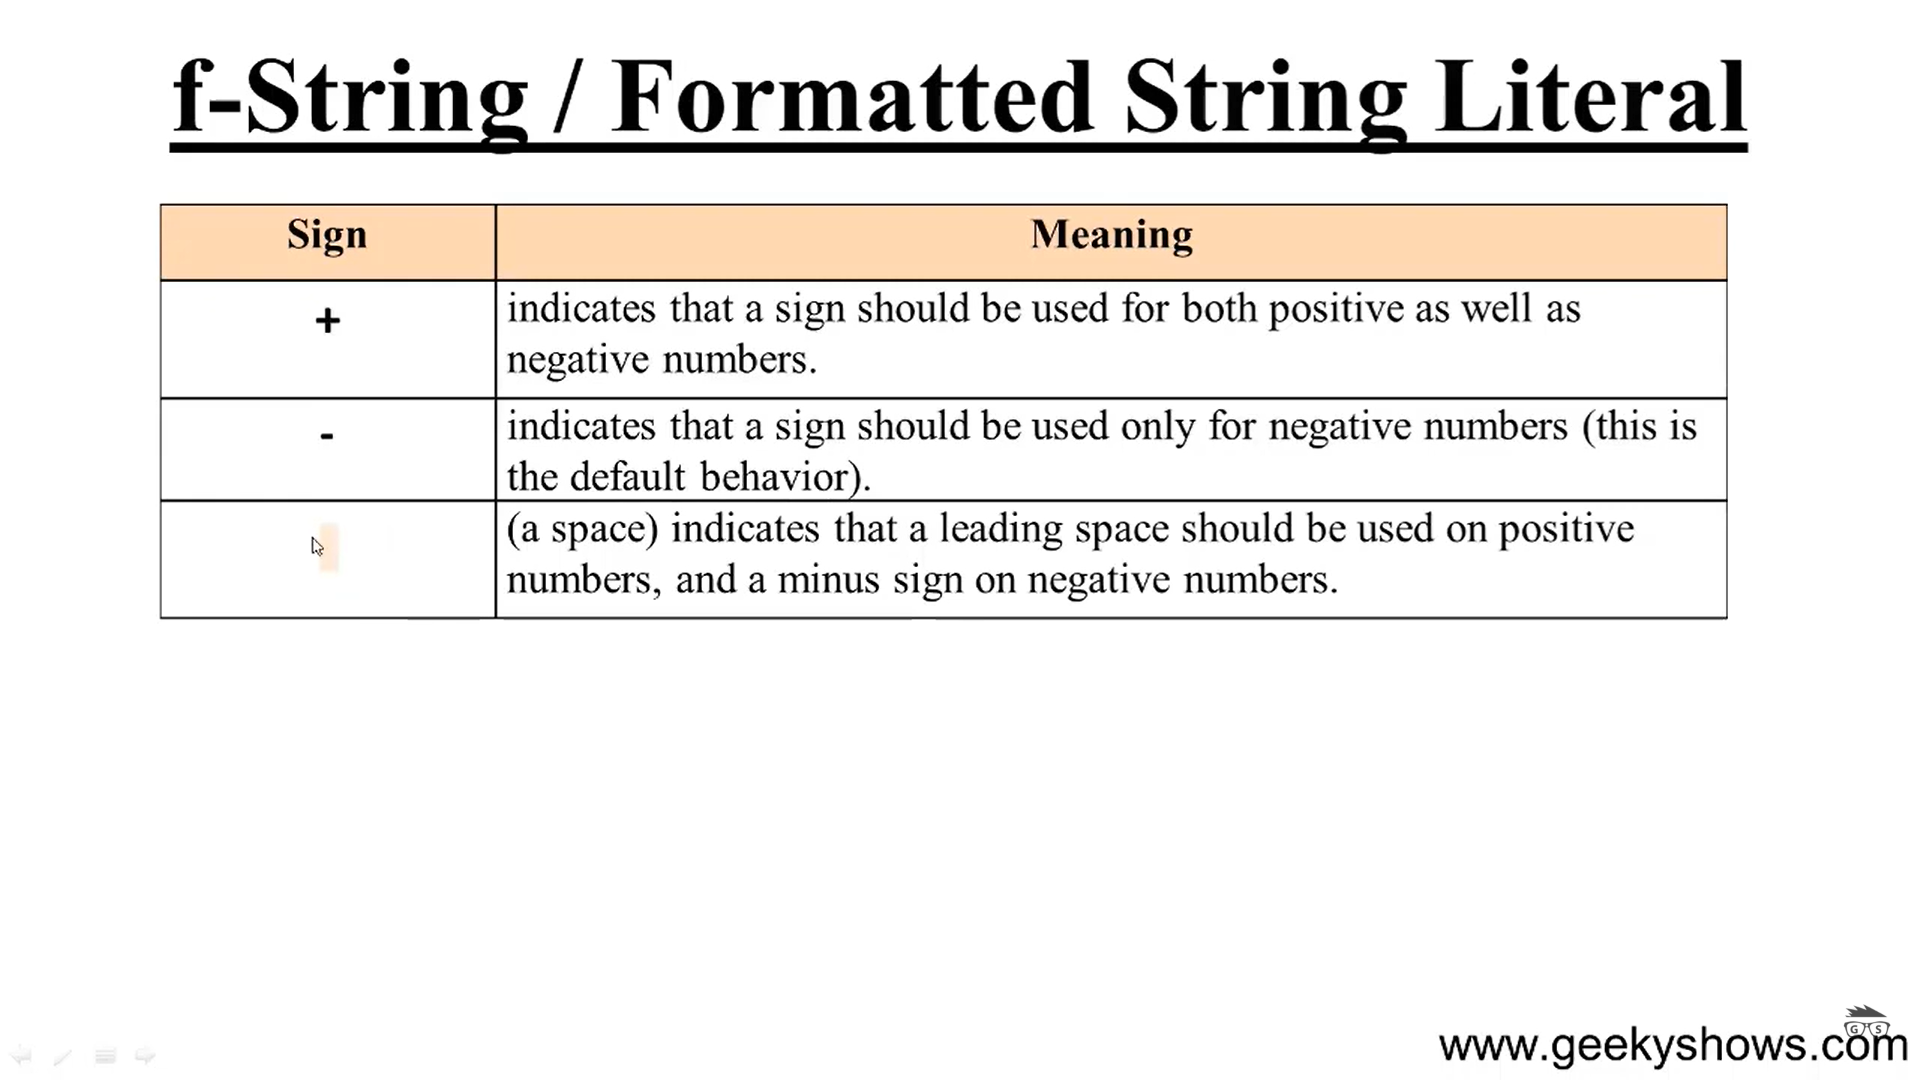 f-String / Formatted String Literal
Sign
Meaning
+
indicates that a sign should be used for both positive as well as
negative numbers.
-
indicates that a sign should be used only for negative numbers (this is
the default behavior).
(a space) indicates that a leading space should be used on positive
numbers, and a minus sign on negative numbers.
G S
www.geekyshows.com